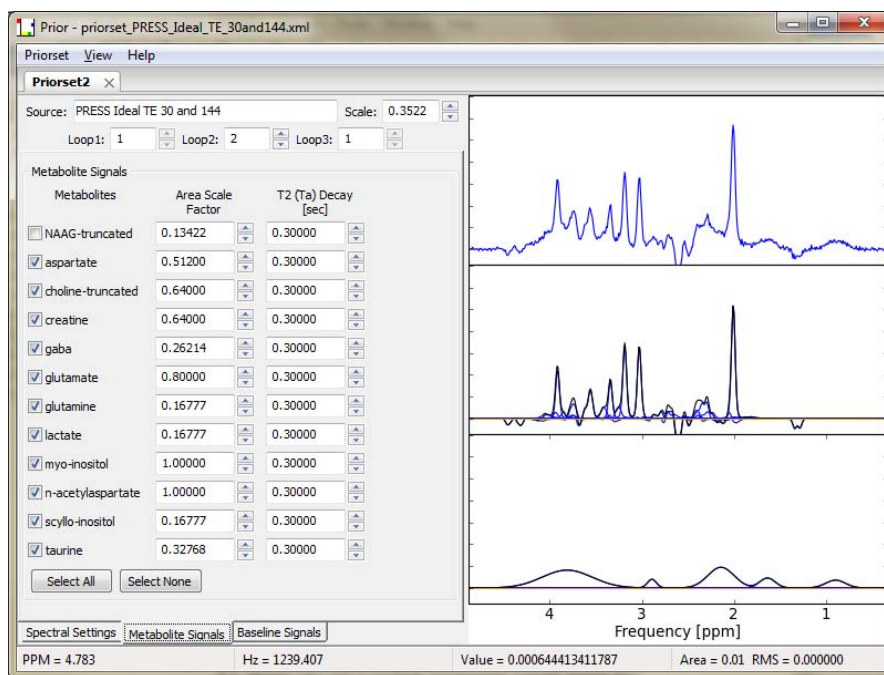 Prior - priorset_PRESS_Ideal_TE_30and144.xml
Priorset View Help
Priorset2
Source: PRESS Ideal TE 30 and 144 Scale: 0.3522
Loop1: 1 Loop2: 2 Loop3: 1
Metabolite Signals
Metabolites Area Scale Factor T2 (Ta) Decay [sec]
NAAG-truncated 0.13422 0.30000
aspartate 0.51200 0.30000
choline-truncated 0.64000 0.30000
creatine 0.64000 0.30000
gaba 0.26214 0.30000
glutamate 0.80000 0.30000
glutamine 0.16777 0.30000
lactate 0.16777 0.30000
myo-inositol 1.00000 0.30000
n-acetylaspartate 1.00000 0.30000
scyllo-inositol 0.16777 0.30000
taurine 0.32768 0.30000
Select All Select None
Spectral Settings Metabolite Signals Baseline Signals
4 3 2 1
Frequency [ppm]
PPM = 4.783 Hz = 1239.407 Value = 0.000644413411787 Area = 0.01 RMS = 0.000000